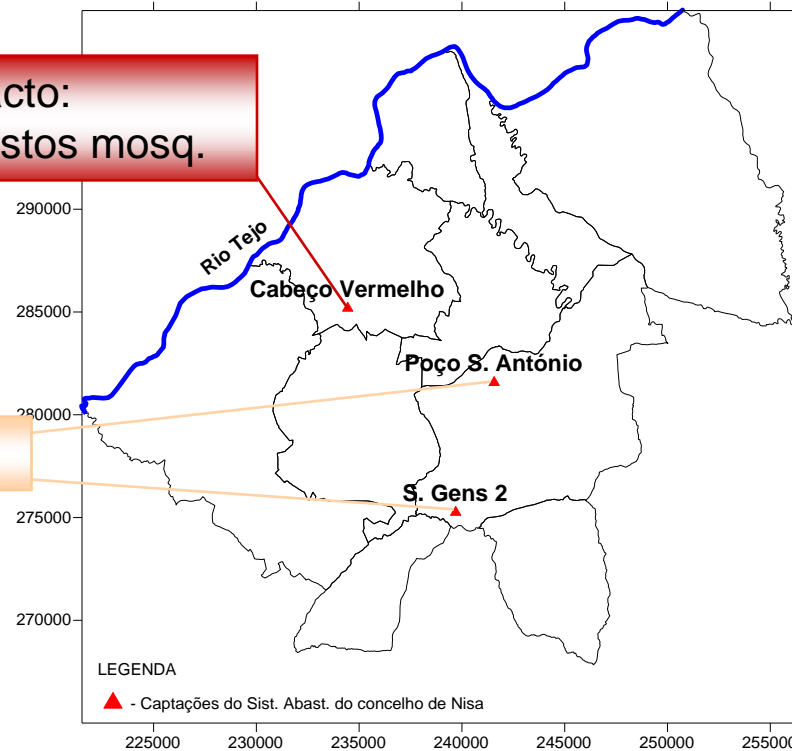 acto:
stos mosq.
290000
Rio Tejo
Cabeço Vermelho
285000
Poço S. António
280000
S. Gens 2
275000
270000
LEGENDA
- Captações do Sist. Abast. do concelho de Nisa
225000 230000 235000 240000 245000 250000 255000